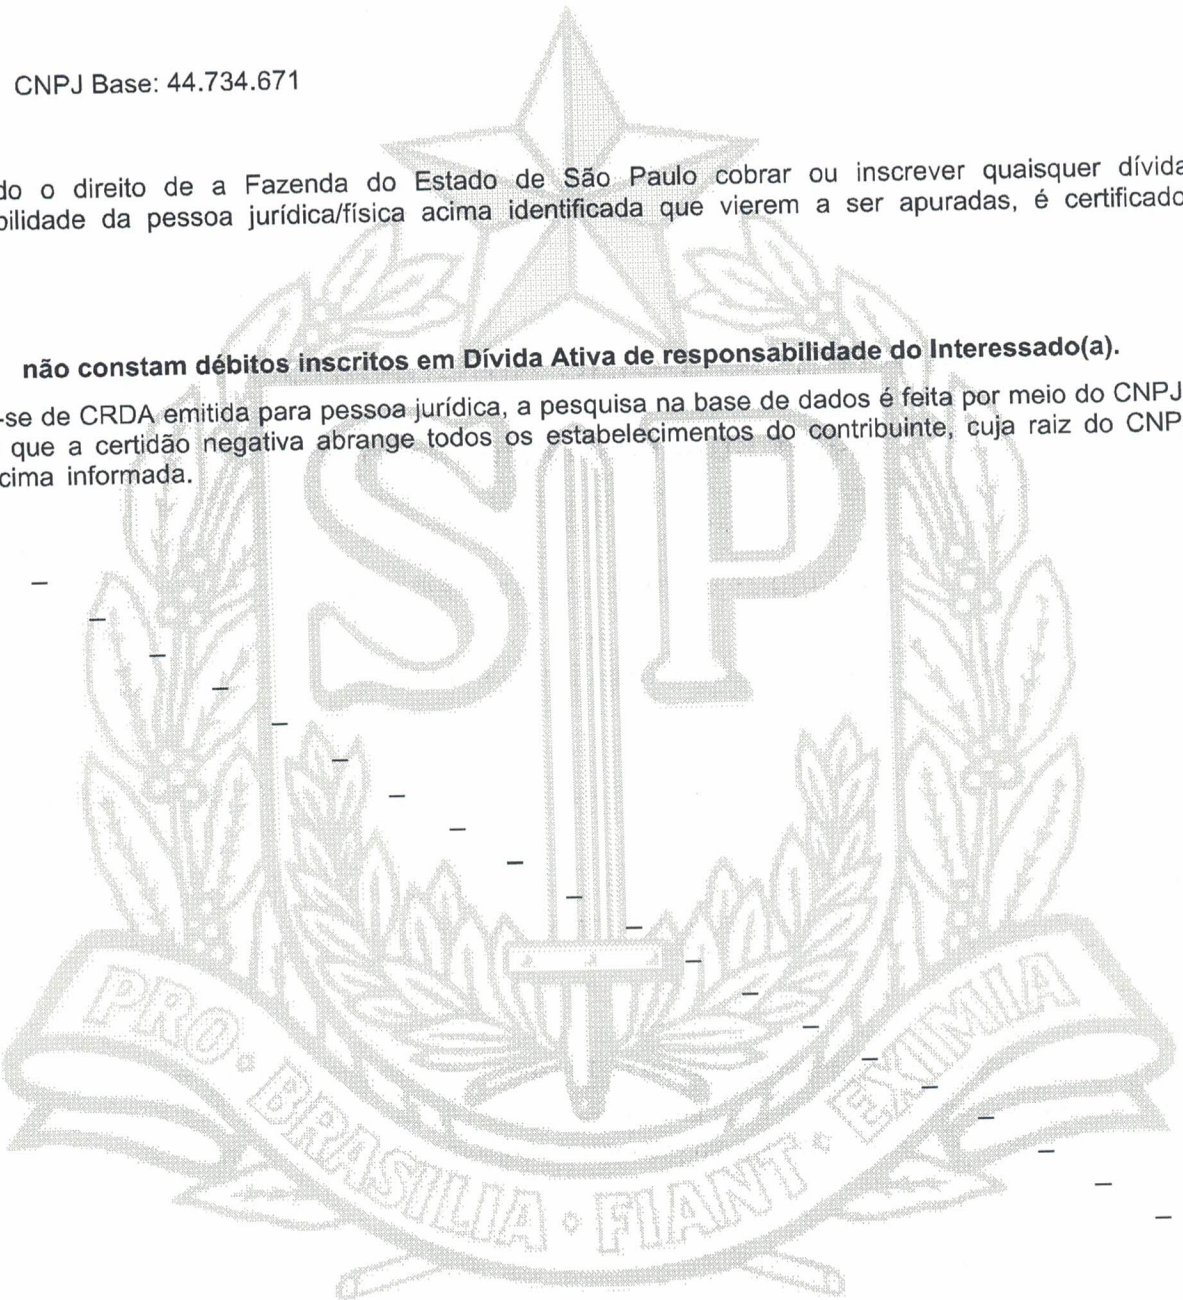 CNPJ Base: 44.734.671
do o direito de a Fazenda do Estado de São Paulo cobrar ou inscrever quaisquer dívida
bilidade da pessoa jurídica/física acima identificada que vierem a ser apuradas, é certificado
não constam débitos inscritos em Dívida Ativa de responsabilidade do Interessado(a).
-se de CRDA emitida para pessoa jurídica, a pesquisa na base de dados é feita por meio do CNPJ
que a certidão negativa abrange todos os estabelecimentos do contribuinte, cuja raiz do CNP
cima informada.
SP
PRO • BRASILIA • FIANT • EXIMIA